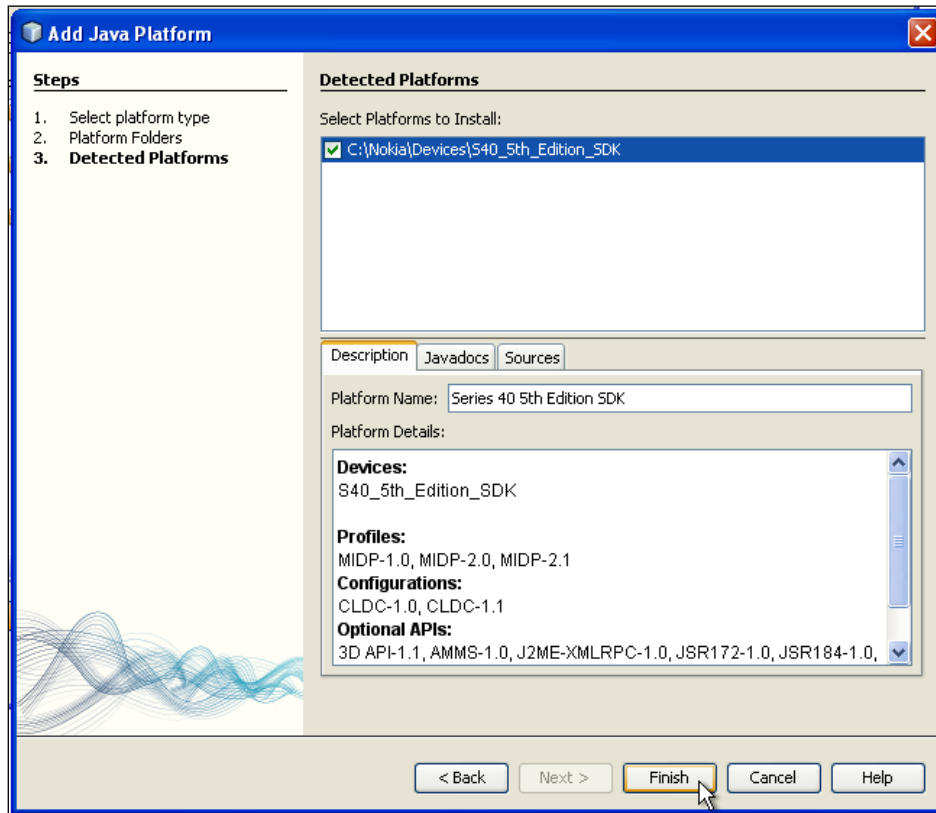 Add Java Platform
Steps
1. Select platform type
2. Platform Folders
3. Detected Platforms
Detected Platforms
Select Platforms to Install:
C:\Nokia\Devices\S40_5th_Edition_SDK
Description Javadocs Sources
Platform Name: Series 40 5th Edition SDK
Platform Details:
Devices:
S40_5th_Edition_SDK
Profiles:
MIDP-1.0, MIDP-2.0, MIDP-2.1
Configurations:
CLDC-1.0, CLDC-1.1
Optional APIs:
3D API-1.1, AMMS-1.0, J2ME-XMLRPC-1.0, JSR172-1.0, JSR184-1.0,
< Back Next > Finish Cancel Help